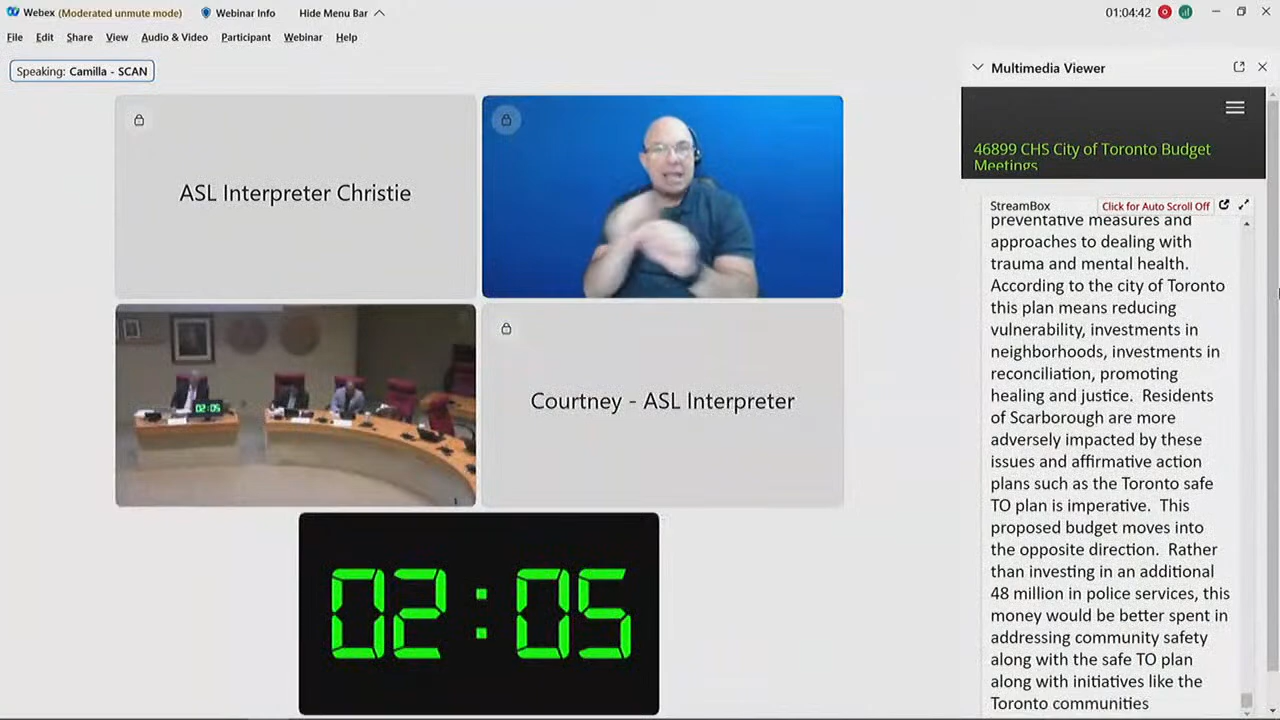 Webex (Moderated unmute mode) Webinar Info Hide Menu Bar 01:04:42
File Edit Share View Audio & Video Participant Webinar Help
Speaking: Camilla - SCAN
ASL Interpreter Christie
02:05
Courtney - ASL Interpreter
02:05
Multimedia Viewer
46899 CHS City of Toronto Budget
Meetings
StreamBox Click for Auto Scroll Off
preventative measures and
approaches to dealing with
trauma and mental health.
According to the city of Toronto
this plan means reducing
vulnerability, investments in
neighborhoods, investments in
reconciliation, promoting
healing and justice. Residents
of Scarborough are more
adversely impacted by these
issues and affirmative action
plans such as the Toronto safe
TO plan is imperative. This
proposed budget moves into
the opposite direction. Rather
than investing in an additional
48 million in police services, this
money would be better spent in
addressing community safety
along with the safe TO plan
along with initiatives like the
Toronto communities